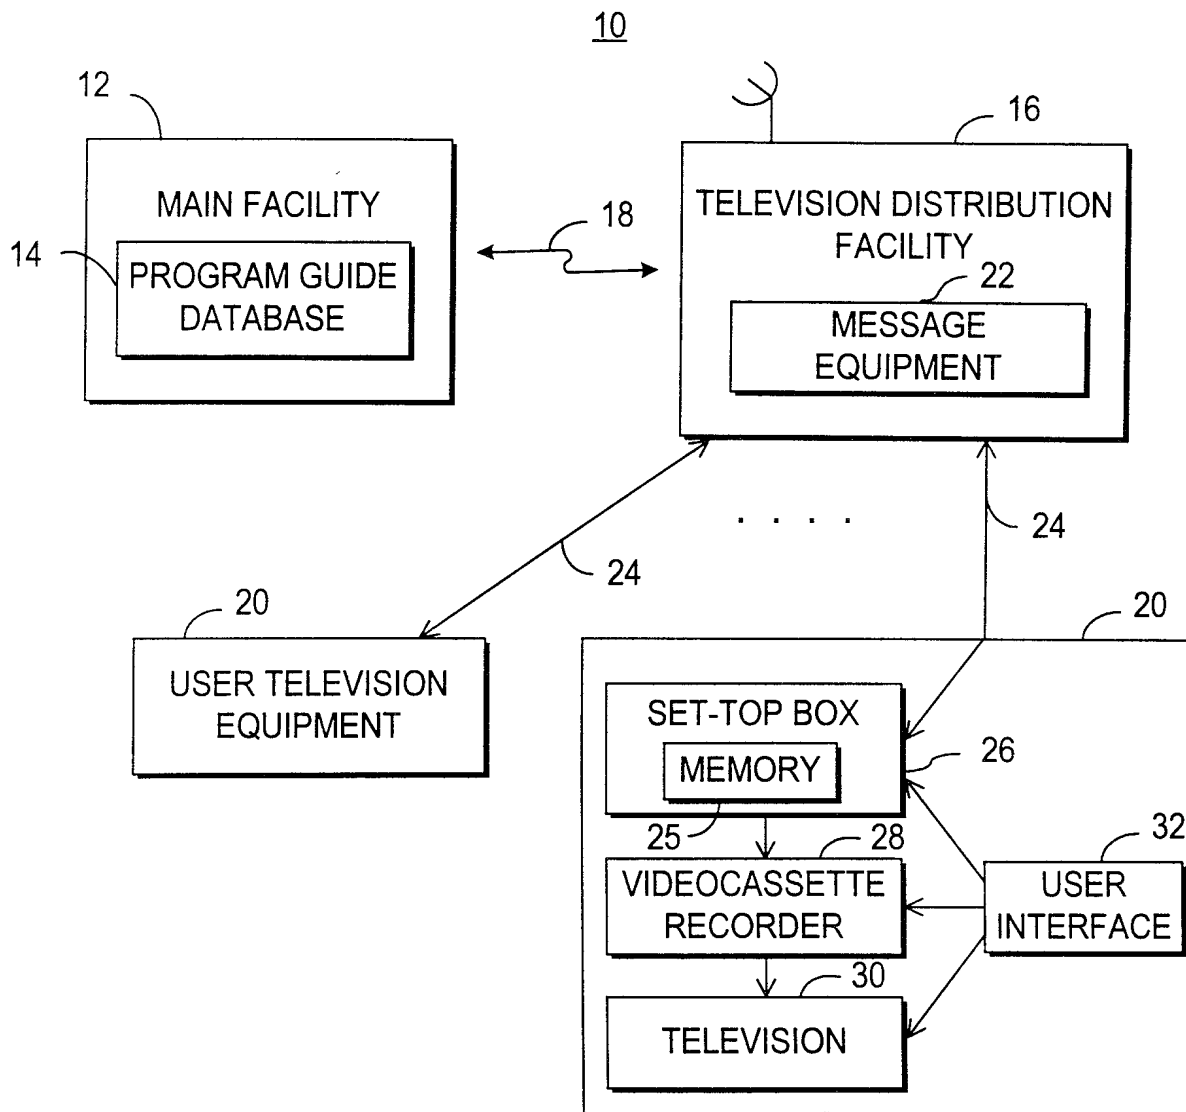 10
12
16
MAIN FACILITY
14
PROGRAM GUIDE
DATABASE
18
TELEVISION DISTRIBUTION
FACILITY
22
MESSAGE
EQUIPMENT
. . . .
24
24
20
USER TELEVISION
EQUIPMENT
20
SET-TOP BOX
MEMORY
26
25
28
32
VIDEOCASSETTE
RECORDER
USER
INTERFACE
30
TELEVISION